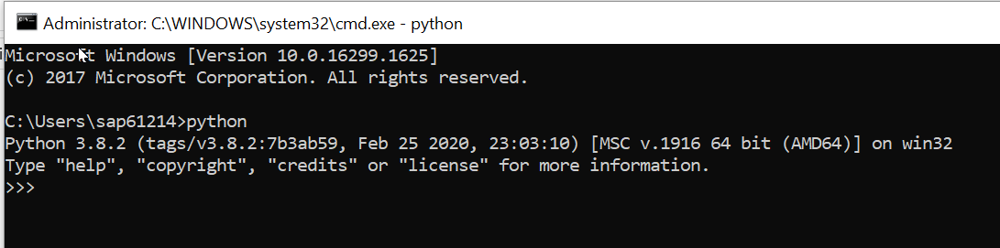 Administrator: C:\WINDOWS\system32\cmd.exe - python
Microsoft Windows [Version 10.0.16299.1625]
(c) 2017 Microsoft Corporation. All rights reserved.
C:\Users\sap61214>python
Python 3.8.2 (tags/v3.8.2:7b3ab59, Feb 25 2020, 23:03:10) [MSC v.1916 64 bit (AMD64)] on win32
Type "help", "copyright", "credits" or "license" for more information.
>>>